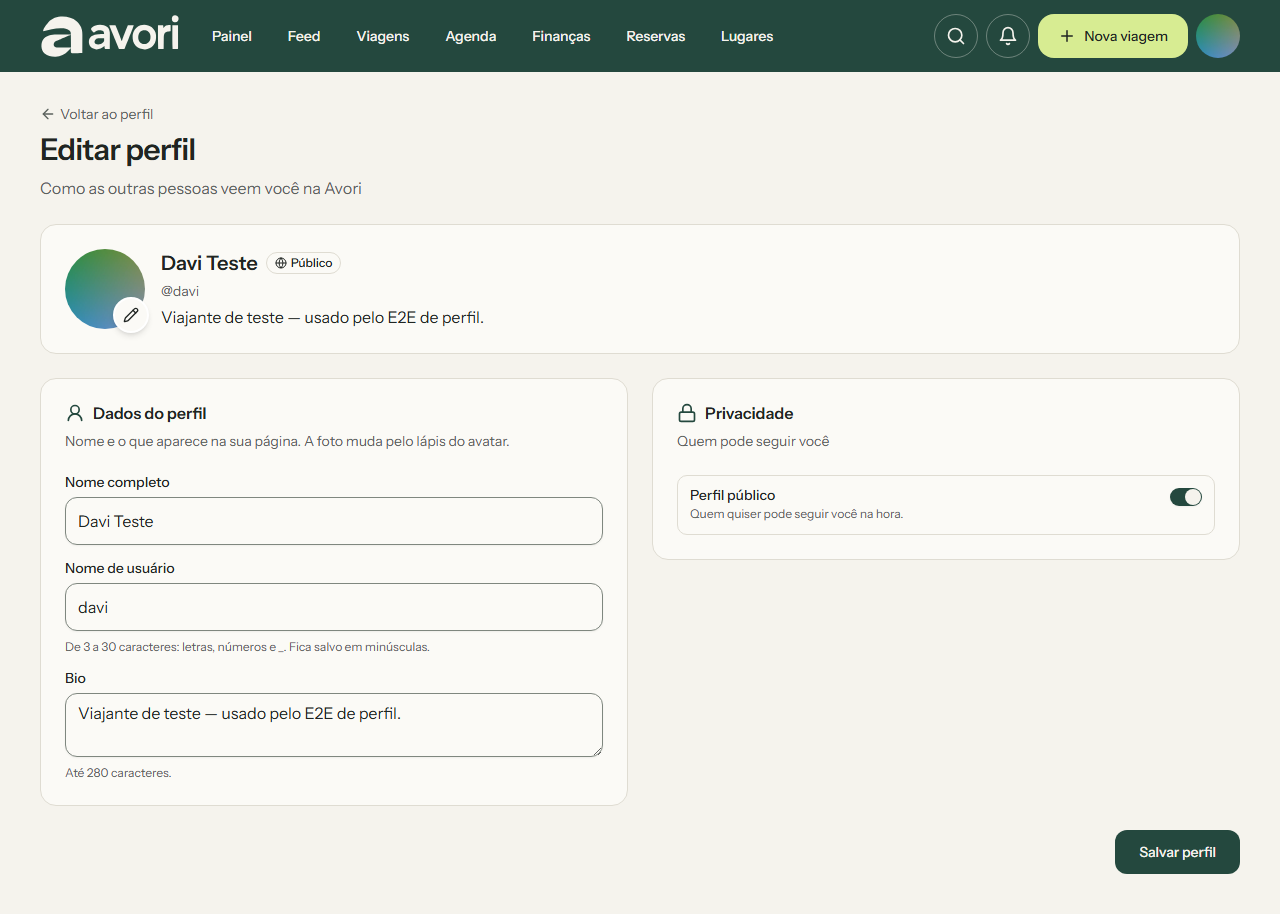 avori
Painel
Feed
Viagens
Agenda
Finanças
Reservas
Lugares
Nova viagem
Voltar ao perfil
Editar perfil
Como as outras pessoas veem você na Avori
Davi Teste
Público
@davi
Viajante de teste — usado pelo E2E de perfil.
Dados do perfil
Nome e o que aparece na sua página. A foto muda pelo lápis do avatar.
Nome completo
Davi Teste
Nome de usuário
davi
De 3 a 30 caracteres: letras, números e _. Fica salvo em minúsculas.
Bio
Viajante de teste — usado pelo E2E de perfil.
Até 280 caracteres.
Privacidade
Quem pode seguir você
Perfil público
Quem quiser pode seguir você na hora.
Salvar perfil